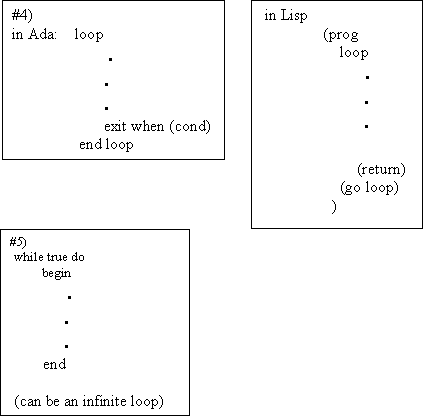 #4)
in Ada: loop
.
.
.
exit when (cond)
end loop
in Lisp
(prog
loop
.
.
.
(return)
(go loop)
)
#5)
while true do
begin
.
.
.
end
(can be an infinite loop)